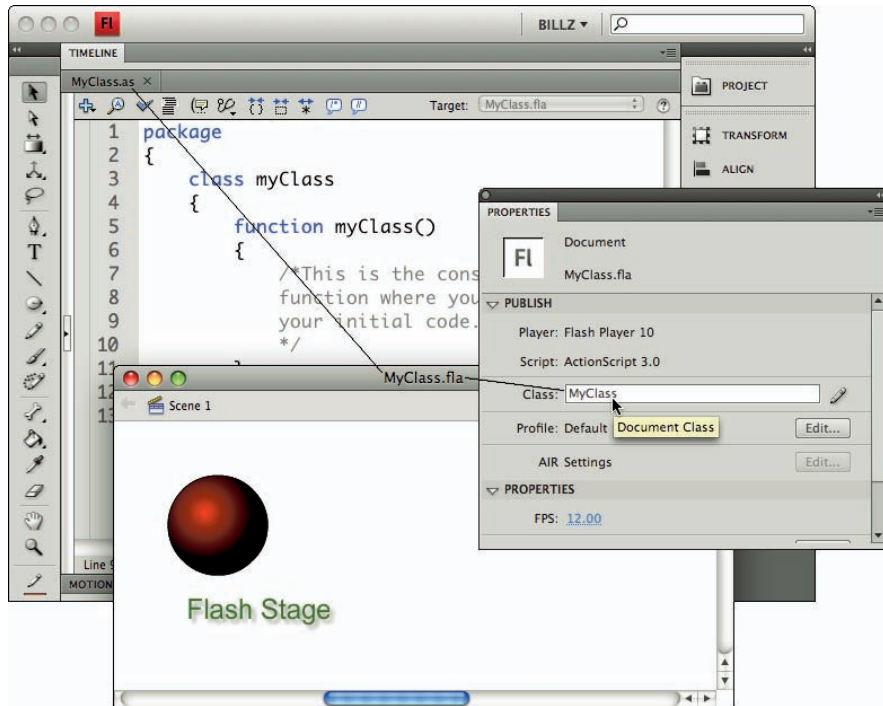 FL
BILLZ
TIMELINE
MyClass.as ×
Target: MyClass.fla
1 package
2 {
3 class myClass
4 {
5 function myClass()
6 {
7 /*This is the cons
8 function where you
9 your initial code.
10 */
11 }
12
13
Line
MOTION
PROJECT
TRANSFORM
ALIGN
PROPERTIES
FL
Document
MyClass.fla
PUBLISH
Player: Flash Player 10
Script: ActionScript 3.0
Class: MyClass
Profile: Default
Document Class
Edit...
AIR Settings
Edit...
PROPERTIES
FPS: 12.00
MyClass.fla
Scene 1
Flash Stage